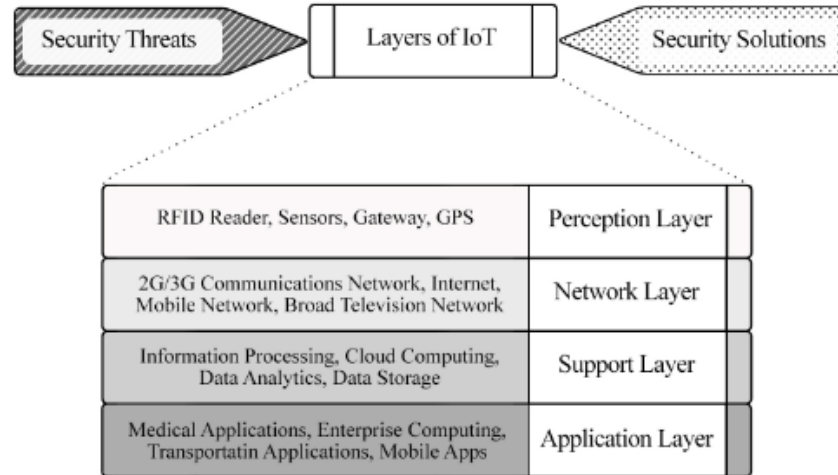 Security Threats
Layers of IoT
Security Solutions
RFID Reader, Sensors, Gateway, GPS
Perception Layer
2G/3G Communications Network, Internet,
Mobile Network, Broad Television Network
Network Layer
Information Processing, Cloud Computing,
Data Analytics, Data Storage
Support Layer
Medical Applications, Enterprise Computing,
Transportatin Applications, Mobile Apps
Application Layer